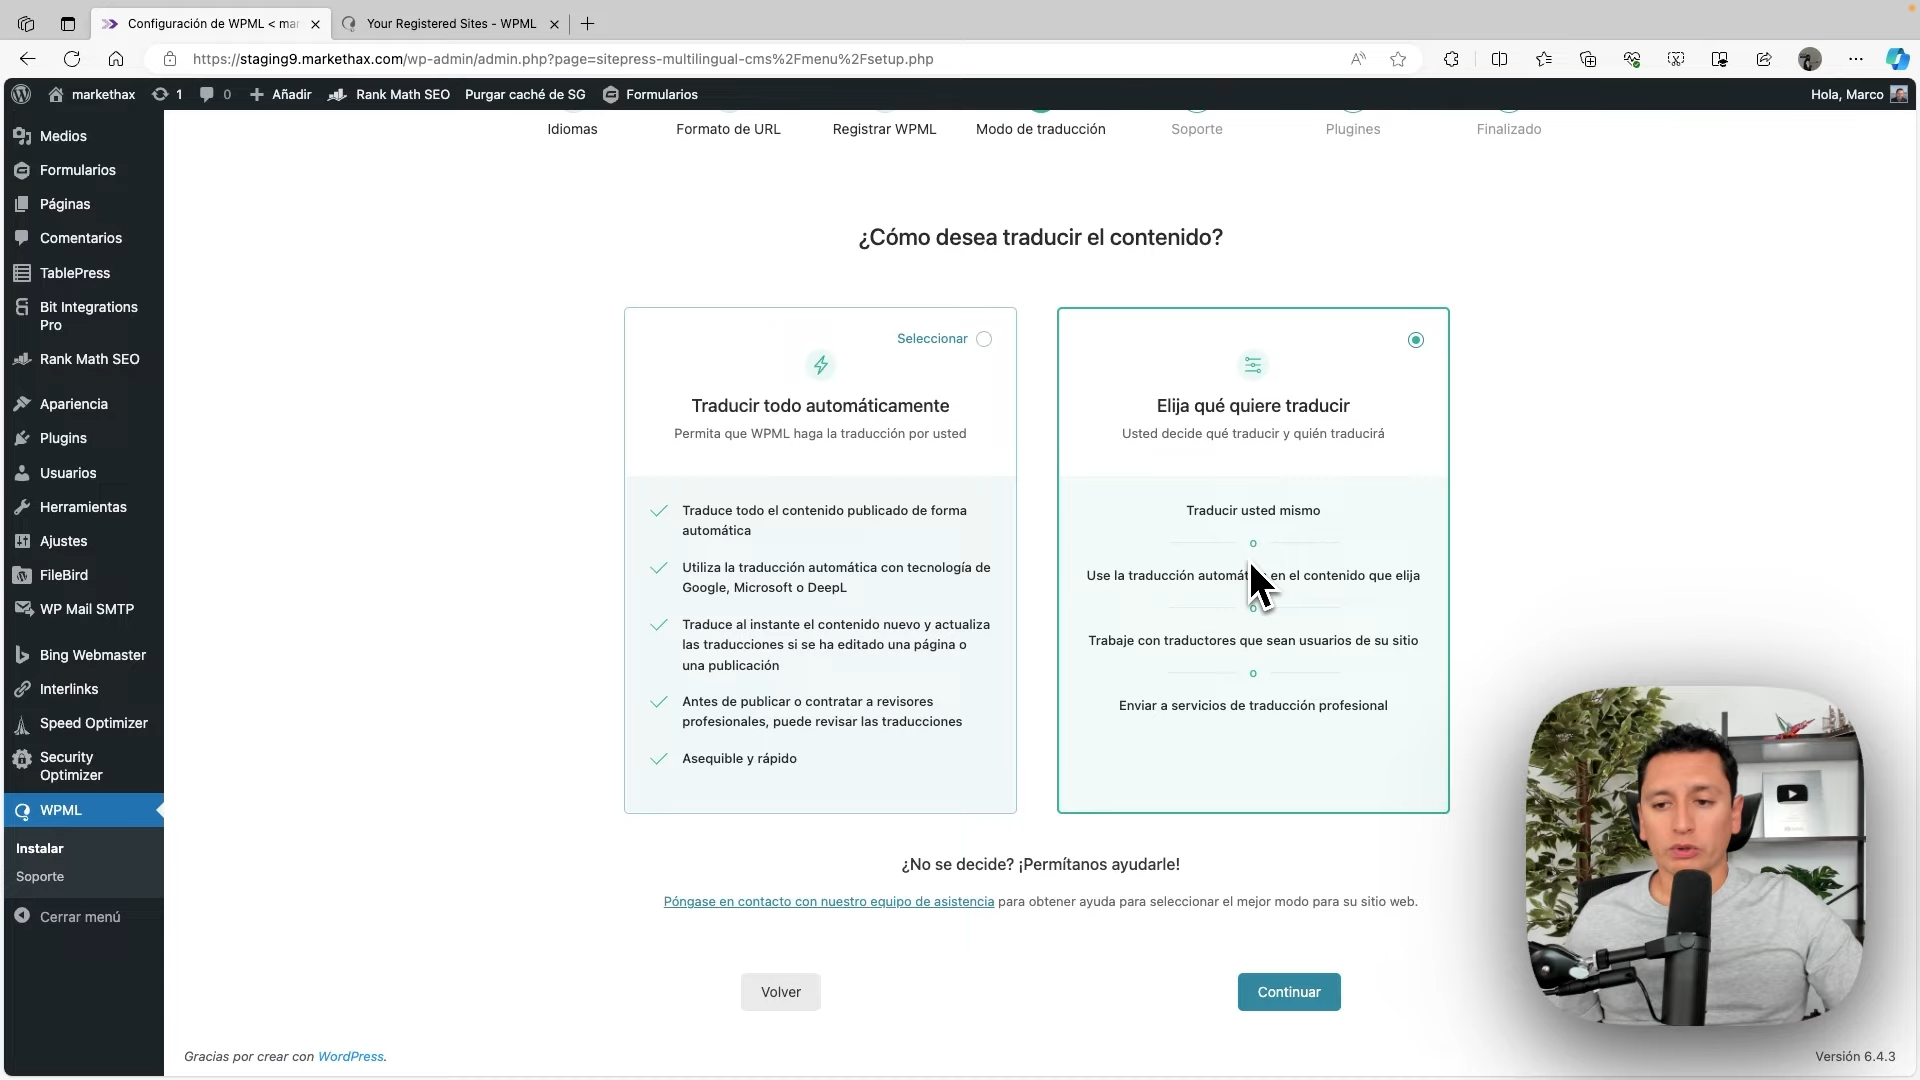 Configuración de WPML < mar
Your Registered Sites - WPML
https://staging9.markethax.com/wp-admin/admin.php?page=sitepress-multilingual-cms%2Fmenu%2Fsetup.php
markethax
1
0
Añadir
Rank Math SEO
Purgar caché de SG
Formularios
Hola, Marco
Medios
Formularios
Páginas
Comentarios
TablePress
Bit Integrations
Pro
Rank Math SEO
Apariencia
Plugins
Usuarios
Herramientas
Ajustes
FileBird
WP Mail SMTP
Bing Webmaster
Interlinks
Speed Optimizer
Security
Optimizer
WPML
Instalar
Soporte
Cerrar menú
Idiomas
Formato de URL
Registrar WPML
Modo de traducción
Soporte
Plugines
Finalizado
¿Cómo desea traducir el contenido?
Seleccionar
Traducir todo automáticamente
Permita que WPML haga la traducción por usted
Traduce todo el contenido publicado de forma
automática
Utiliza la traducción automática con tecnología de
Google, Microsoft o DeepL
Traduce al instante el contenido nuevo y actualiza
las traducciones si se ha editado una página o
una publicación
Antes de publicar o contratar a revisores
profesionales, puede revisar las traducciones
Asequible y rápido
Elija qué quiere traducir
Usted decide qué traducir y quién traducirá
Traducir usted mismo
o
Use la traducción automática en el contenido que elija
o
Trabaje con traductores que sean usuarios de su sitio
o
Enviar a servicios de traducción profesional
¿No se decide? ¡Permítanos ayudarle!
Póngase en contacto con nuestro equipo de asistencia para obtener ayuda para seleccionar el mejor modo para su sitio web.
Volver
Continuar
Gracias por crear con WordPress.
Versión 6.4.3